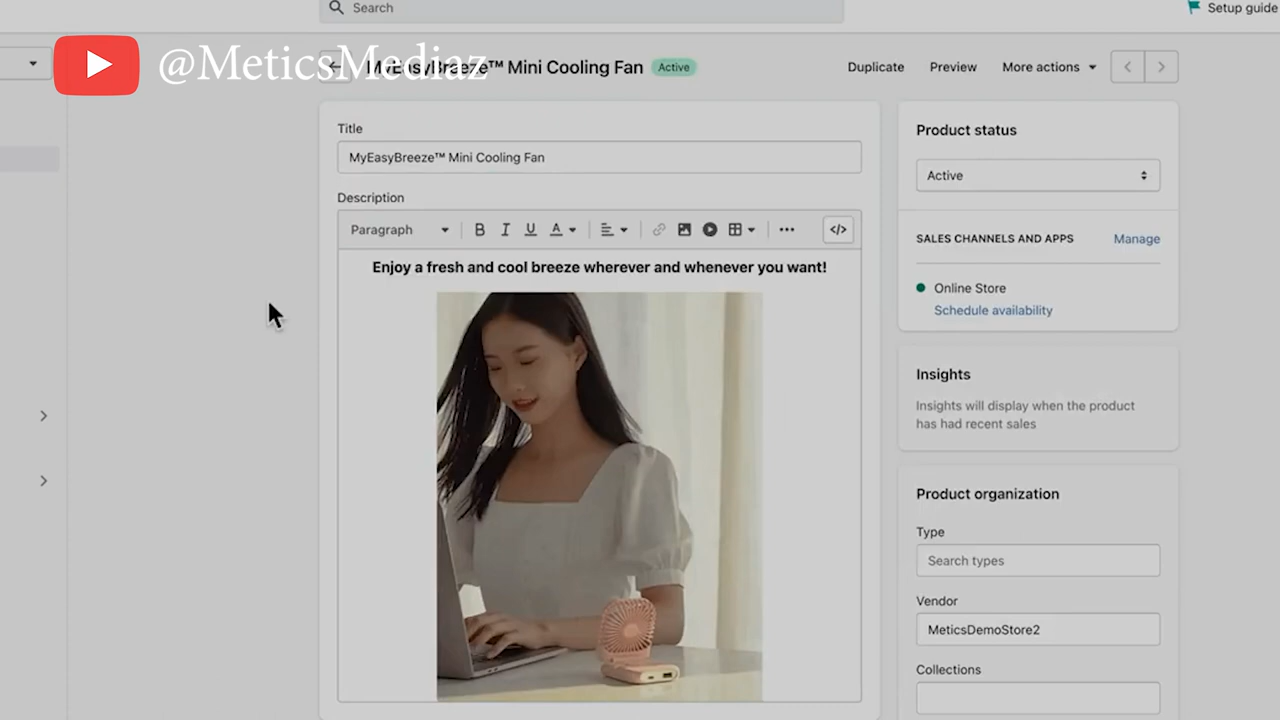 Search
Setup guide
@MeticsMediaz
MyEasyBreeze™ Mini Cooling Fan
Active
Duplicate
Preview
More actions
Title
MyEasyBreeze™ Mini Cooling Fan
Description
Paragraph
B I U A
</>
Enjoy a fresh and cool breeze wherever and whenever you want!
Product status
Active
SALES CHANNELS AND APPS
Manage
Online Store
Schedule availability
Insights
Insights will display when the product
has had recent sales
Product organization
Type
Search types
Vendor
MeticsDemoStore2
Collections